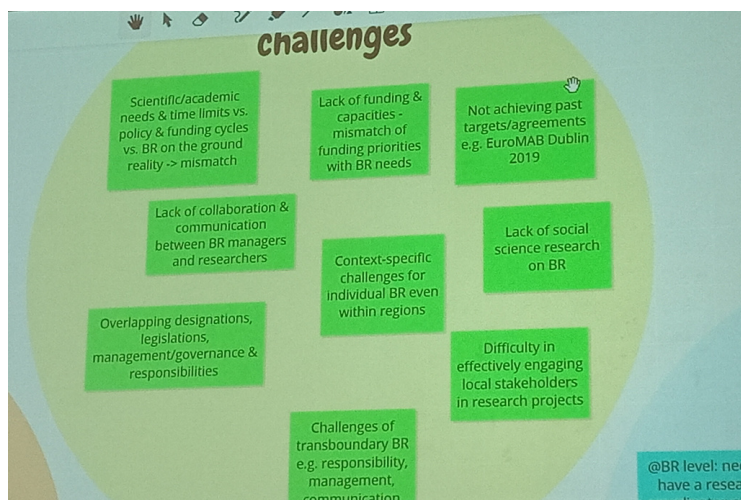 challenges
Scientific/academic
needs & time limits vs.
policy & funding cycles
vs. BR on the ground
reality -> mismatch
Lack of funding &
capacities -
mismatch of
funding priorities
with BR needs
Not achieving past
targets/agreements
e.g. EuroMAB Dublin
2019
Lack of collaboration &
communication
between BR managers
and researchers
Context-specific
challenges for
individual BR even
within regions
Lack of social
science research
on BR
Overlapping designations,
legislations,
management/governance &
responsibilities
Difficulty in
effectively engaging
local stakeholders
in research projects
Challenges of
transboundary BR
e.g. responsibility,
management,
communication
@BR level:
have a